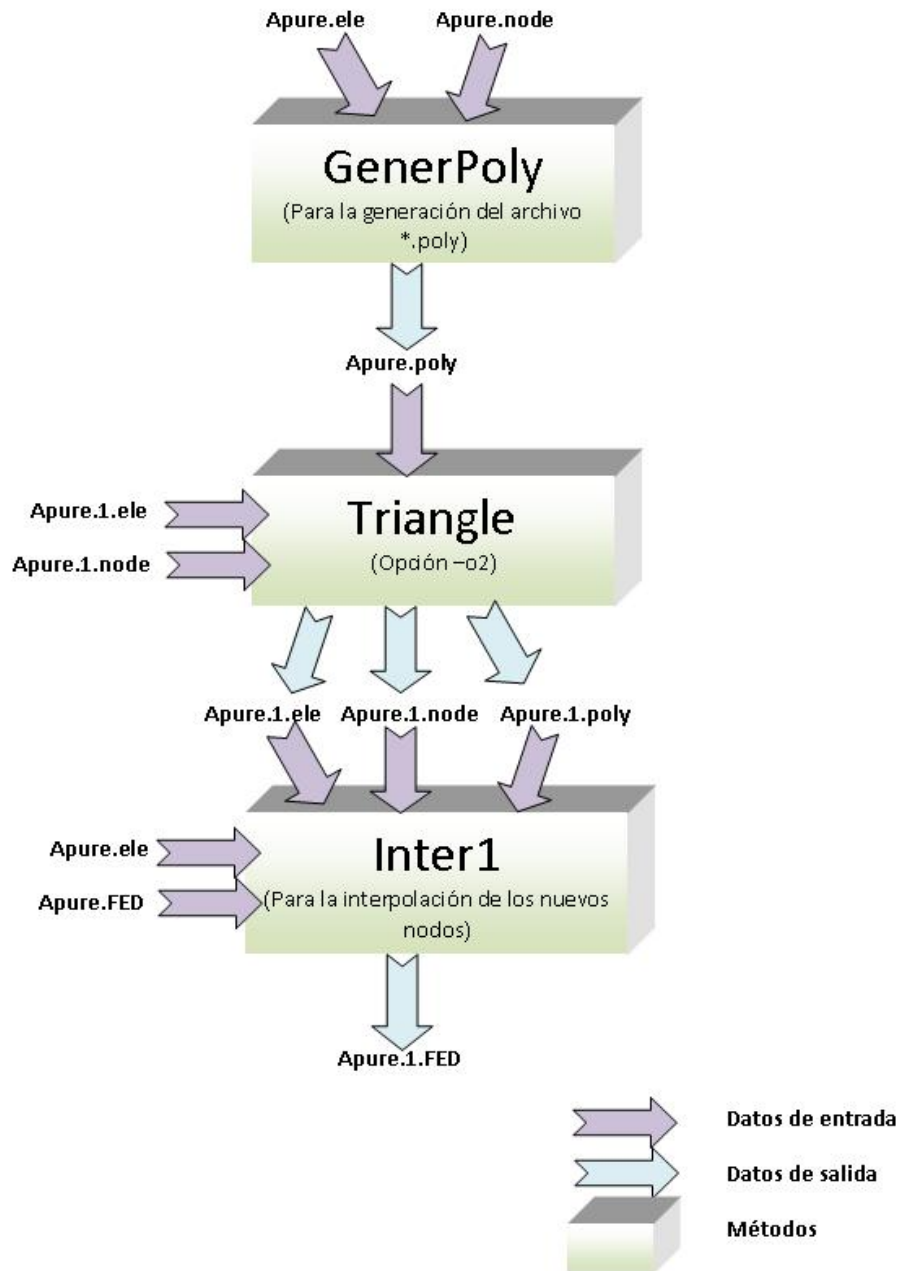 Apure.ele
Apure.node
GenerPoly
(Para la generación del archivo
*.poly)
Apure.poly
Apure.1.ele
Apure.1.node
Triangle
(Opción –o2)
Apure.1.ele
Apure.1.node
Apure.1.poly
Apure.ele
Apure.FED
Inter1
(Para la interpolación de los nuevos
nodos)
Apure.1.FED
Datos de entrada
Datos de salida
Métodos